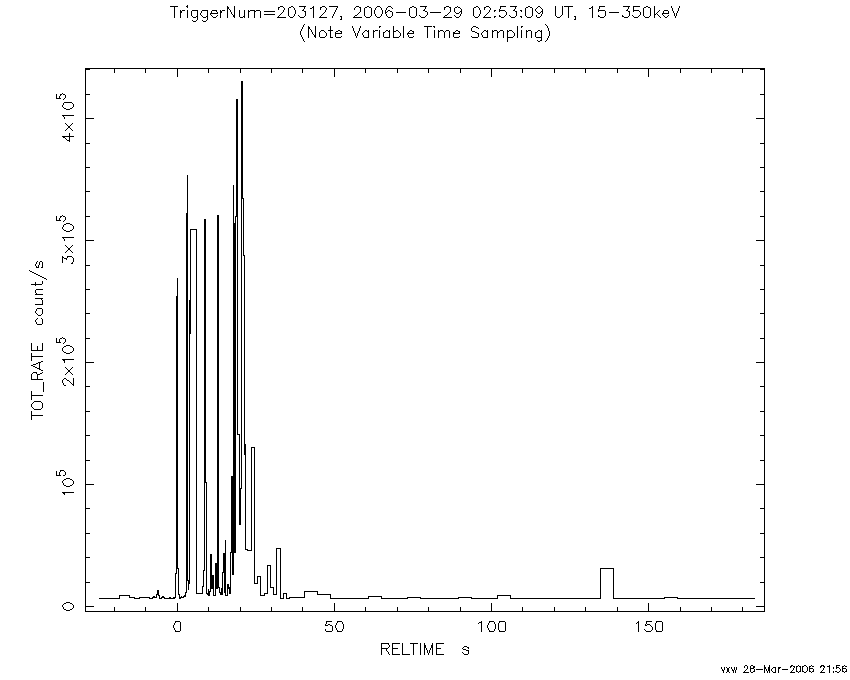 TriggerNum=203127, 2006-03-29 02:53:09 UT, 15-350keV
(Note Variable Time Sampling)
TOT_RATE count/s
4×10⁵
3×10⁵
2×10⁵
10⁵
0
0 50 100 150
RELTIME s
vxw 28-Mar-2006 21:56